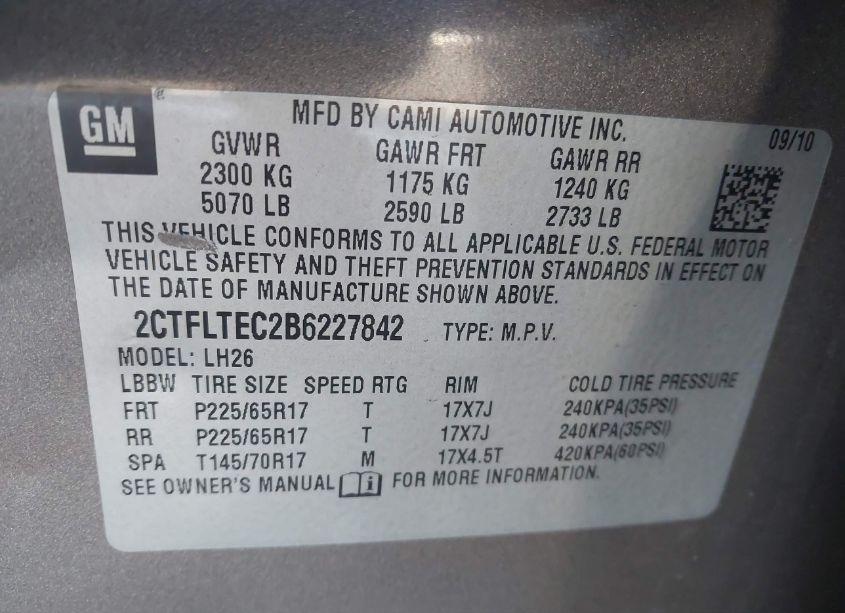 GM
MFD BY CAMI AUTOMOTIVE INC. 09/10
GVWR GAWR FRT GAWR RR
2300 KG 1175 KG 1240 KG
5070 LB 2590 LB 2733 LB
THIS VEHICLE CONFORMS TO ALL APPLICABLE U.S. FEDERAL MOTOR
VEHICLE SAFETY AND THEFT PREVENTION STANDARDS IN EFFECT ON
THE DATE OF MANUFACTURE SHOWN ABOVE.
2CTFLTEC2B6227842 TYPE: M.P.V.
MODEL: LH26
LBBW TIRE SIZE SPEED RTG RIM COLD TIRE PRESSURE
FRT P225/65R17 T 17X7J 240KPA(35PSI)
RR P225/65R17 T 17X7J 240KPA(35PSI)
SPA T145/70R17 M 17X4.5T 420KPA(60PSI)
SEE OWNER'S MANUAL i FOR MORE INFORMATION.